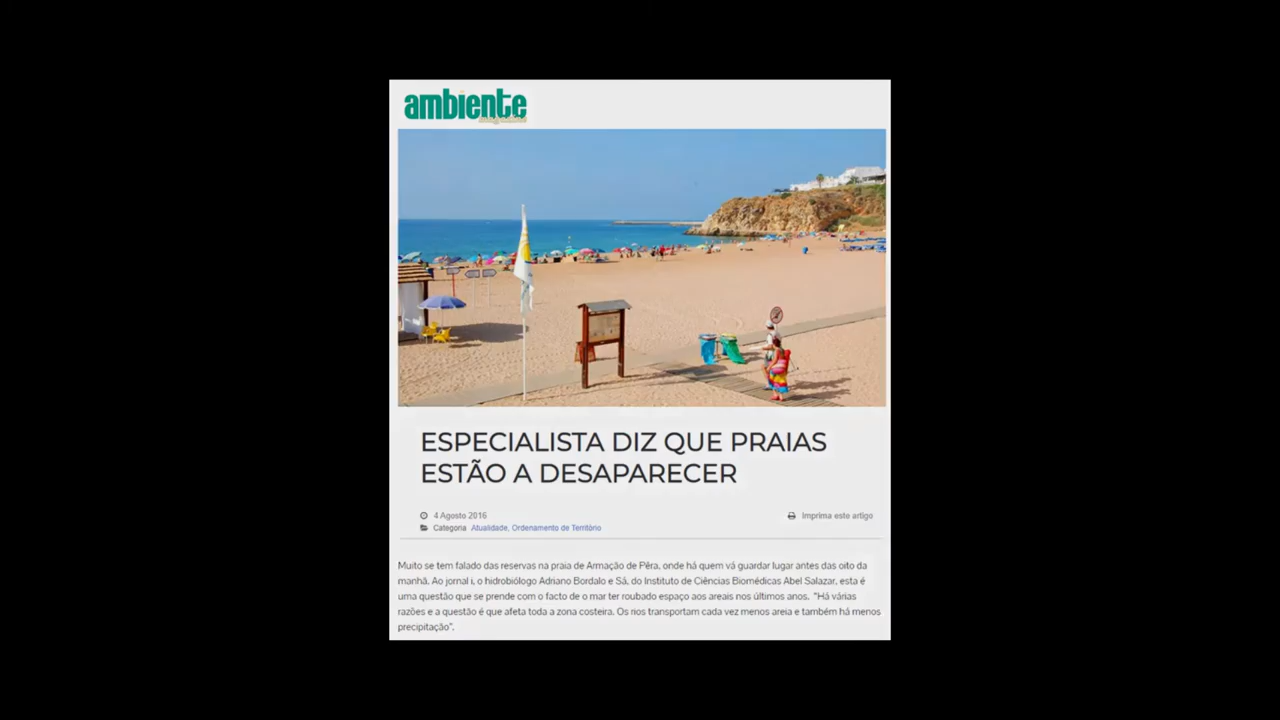 ambiente
magazine
ESPECIALISTA DIZ QUE PRAIAS
ESTÃO A DESAPARECER
4 Agosto 2016
Imprima este artigo
Categoria Atualidade, Ordenamento de Território
Muito se tem falado das reservas na praia de Armação de Pêra, onde há quem vá guardar lugar antes das oito da
manhã. Ao jornal i, o hidrobiólogo Adriano Bordalo e Sá, do Instituto de Ciências Biomédicas Abel Salazar, esta é
uma questão que se prende com o facto de o mar ter roubado espaço aos areais nos últimos anos. "Há várias
razões e a questão é que afeta toda a zona costeira. Os rios transportam cada vez menos areia e também há menos
precipitação".